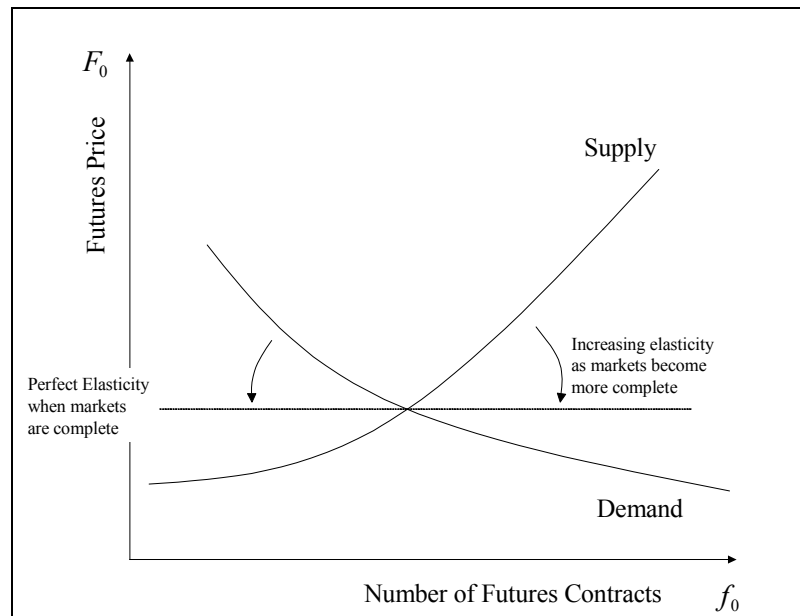 F₀
Futures Price
Supply
Increasing elasticity
as markets become
more complete
Perfect Elasticity
when markets
are complete
Demand
Number of Futures Contracts
f₀